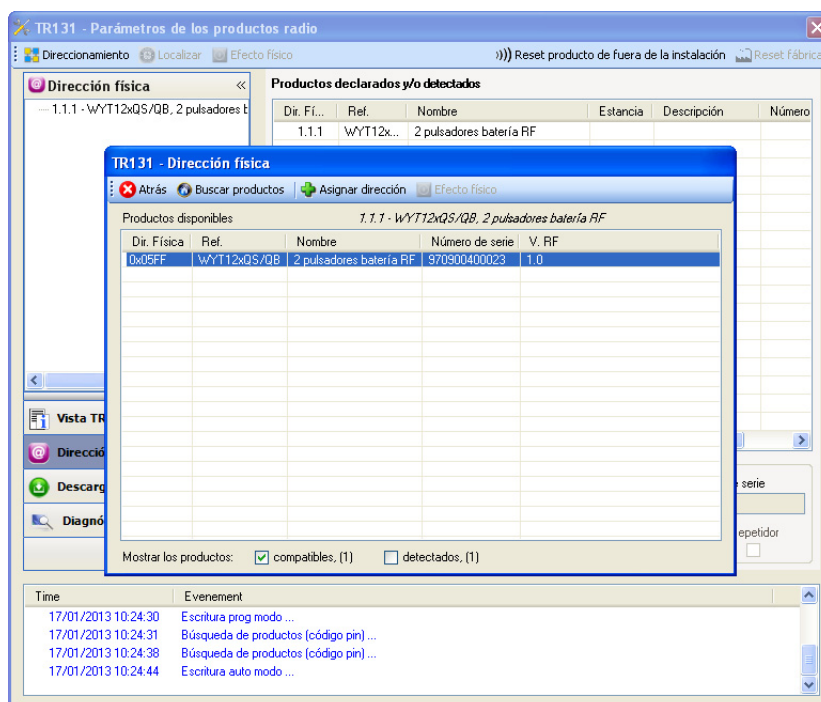 TR131 - Parámetros de los productos radio
Direccionamiento Localizar Efecto físico ))) Reset producto de fuera de la instalación Reset fábrica
Dirección física «
1.1.1 - WYT12xQS/QB, 2 pulsadores
Productos declarados y/o detectados
Dir. Fí... Ref. Nombre Estancia Descripción Número
1.1.1 WYT12x... 2 pulsadores batería RF
TR131 - Dirección física
Atrás Buscar productos Asignar dirección Efecto físico
Productos disponibles 1.1.1 - WYT12xQS/QB, 2 pulsadores batería RF
Dir. Física Ref. Nombre Número de serie V. RF
0x05FF WYT12xQS/QB 2 pulsadores batería RF 970900400023 1.0
Mostrar los productos: compatibles, (1) detectados, (1)
Vista TR
Direcció
Descarg
Diagnó
serie
epetidor
Time Evenement
17/01/2013 10:24:30 Escritura prog modo ...
17/01/2013 10:24:31 Búsqueda de productos (código pin) ...
17/01/2013 10:24:38 Búsqueda de productos (código pin) ...
17/01/2013 10:24:44 Escritura auto modo ...